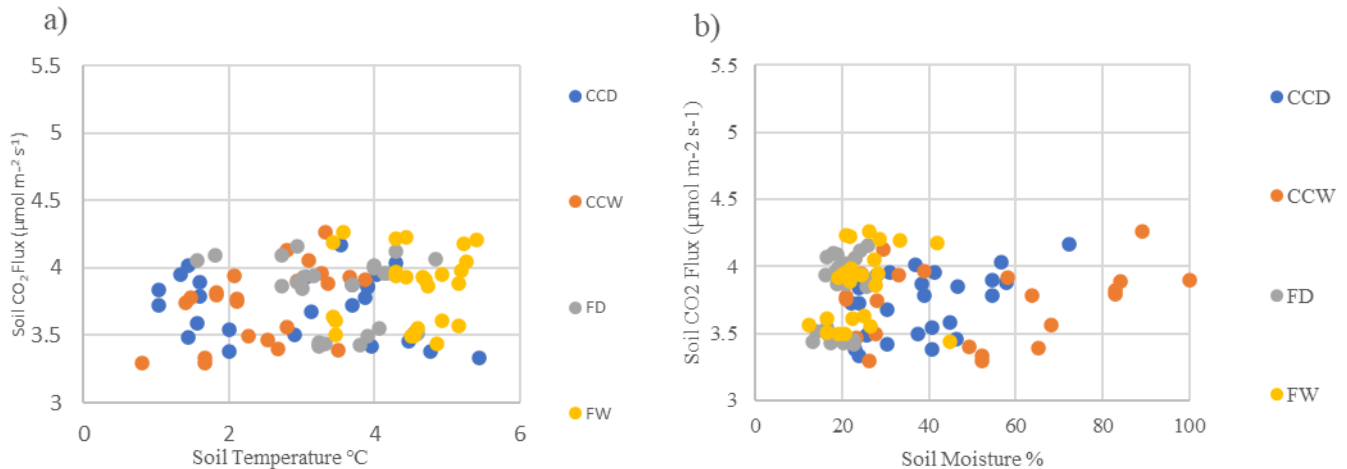 a)
5.5
5
4.5
4
3.5
3
0
2
4
6
Soil CO₂ Flux (μmol m⁻² s⁻¹)
Soil Temperature °C
CCD
CCW
FD
FW
b)
5.5
5
4.5
4
3.5
3
0
20
40
60
80
100
Soil CO2 Flux (μmol m-2 s-1)
Soil Moisture %
CCD
CCW
FD
FW